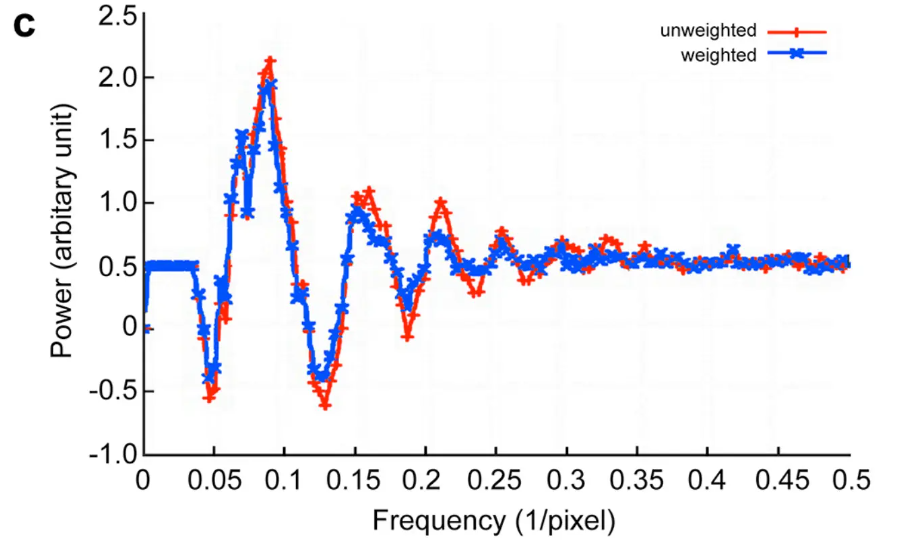 c
unweighted
weighted
Power (arbitary unit)
2.5
2.0
1.5
1.0
0.5
0
-0.5
-1.0
0 0.05 0.1 0.15 0.2 0.25 0.3 0.35 0.4 0.45 0.5
Frequency (1/pixel)